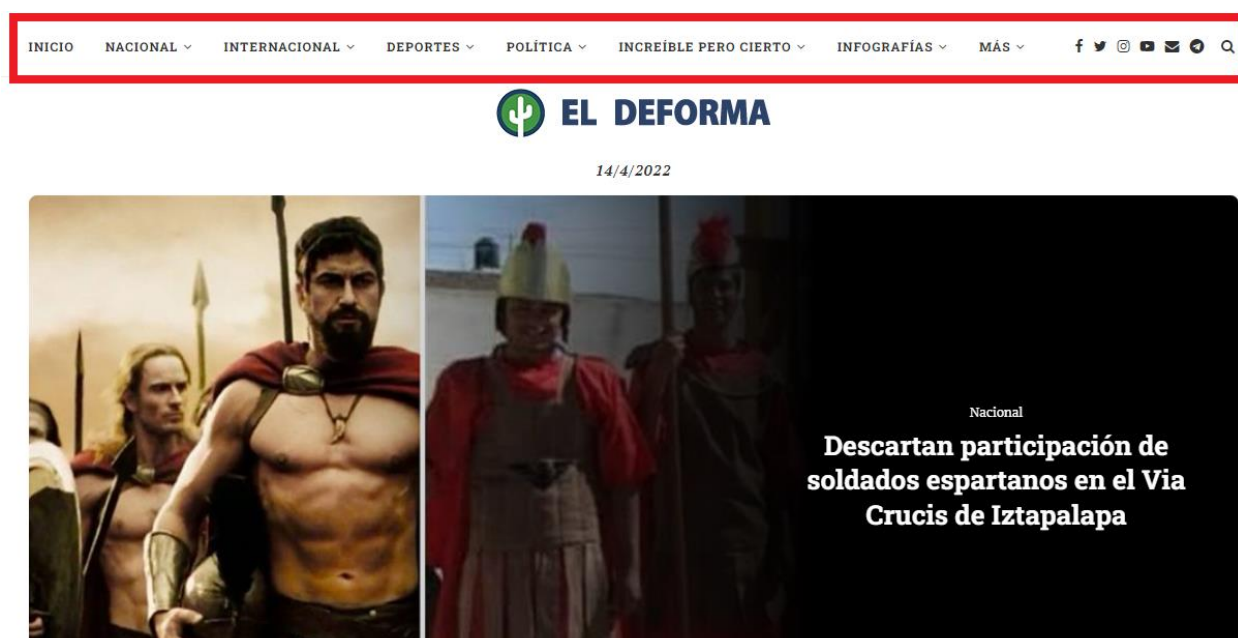 INICIO NACIONAL INTERNACIONAL DEPORTES POLÍTICA INCREÍBLE PERO CIERTO INFOGRAFÍAS MÁS
EL DEFORMA
14/4/2022
Nacional
Descartan participación de
soldados espartanos en el Via
Crucis de Iztapalapa